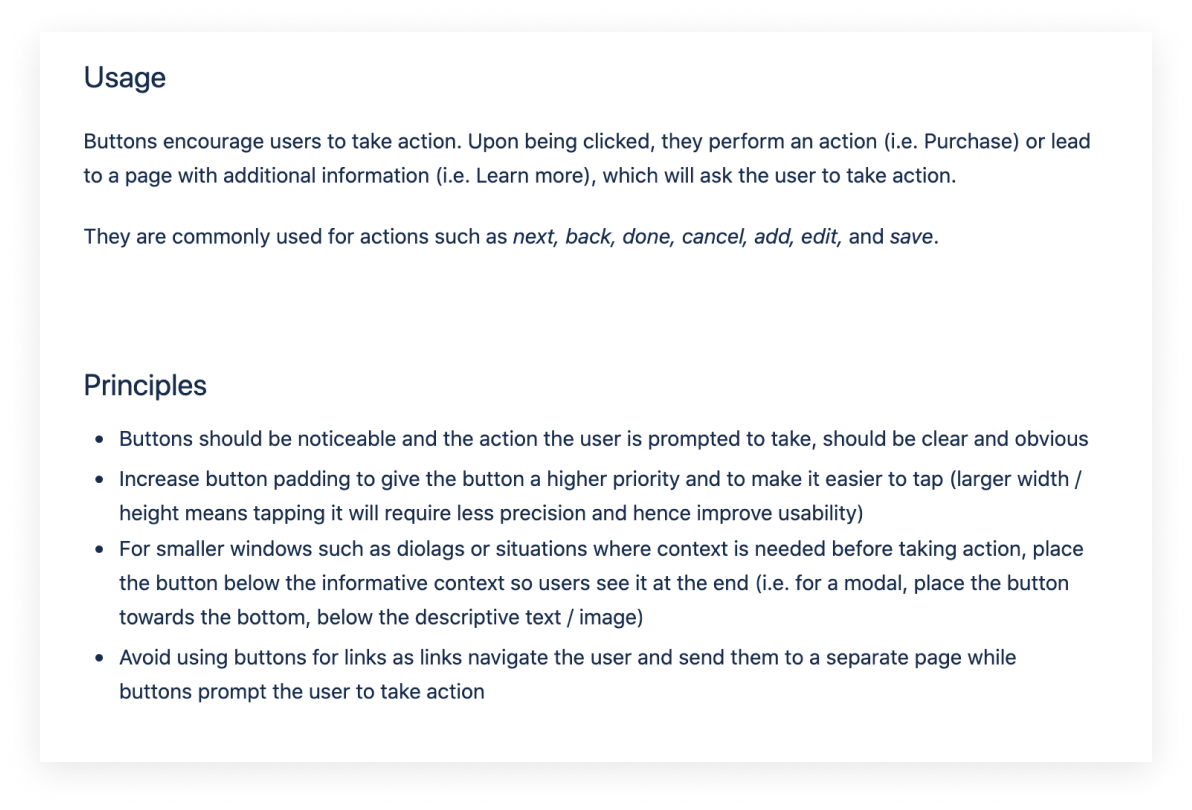 Usage
Buttons encourage users to take action. Upon being clicked, they perform an action (i.e. Purchase) or lead
to a page with additional information (i.e. Learn more), which will ask the user to take action.
They are commonly used for actions such as next, back, done, cancel, add, edit, and save.
Principles
• Buttons should be noticeable and the action the user is prompted to take, should be clear and obvious
• Increase button padding to give the button a higher priority and to make it easier to tap (larger width /
height means tapping it will require less precision and hence improve usability)
• For smaller windows such as diolags or situations where context is needed before taking action, place
the button below the informative context so users see it at the end (i.e. for a modal, place the button
towards the bottom, below the descriptive text / image)
• Avoid using buttons for links as links navigate the user and send them to a separate page while
buttons prompt the user to take action